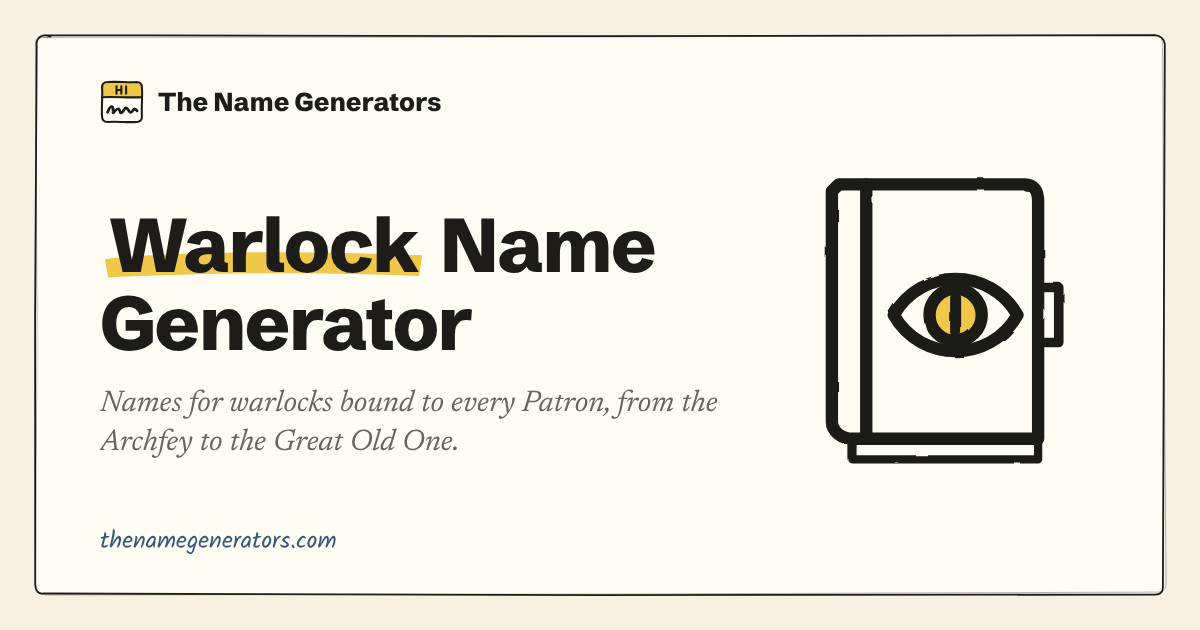 HI
The Name Generators
Warlock Name
Generator
Names for warlocks bound to every Patron, from the
Archfey to the Great Old One.
thenamegenerators.com